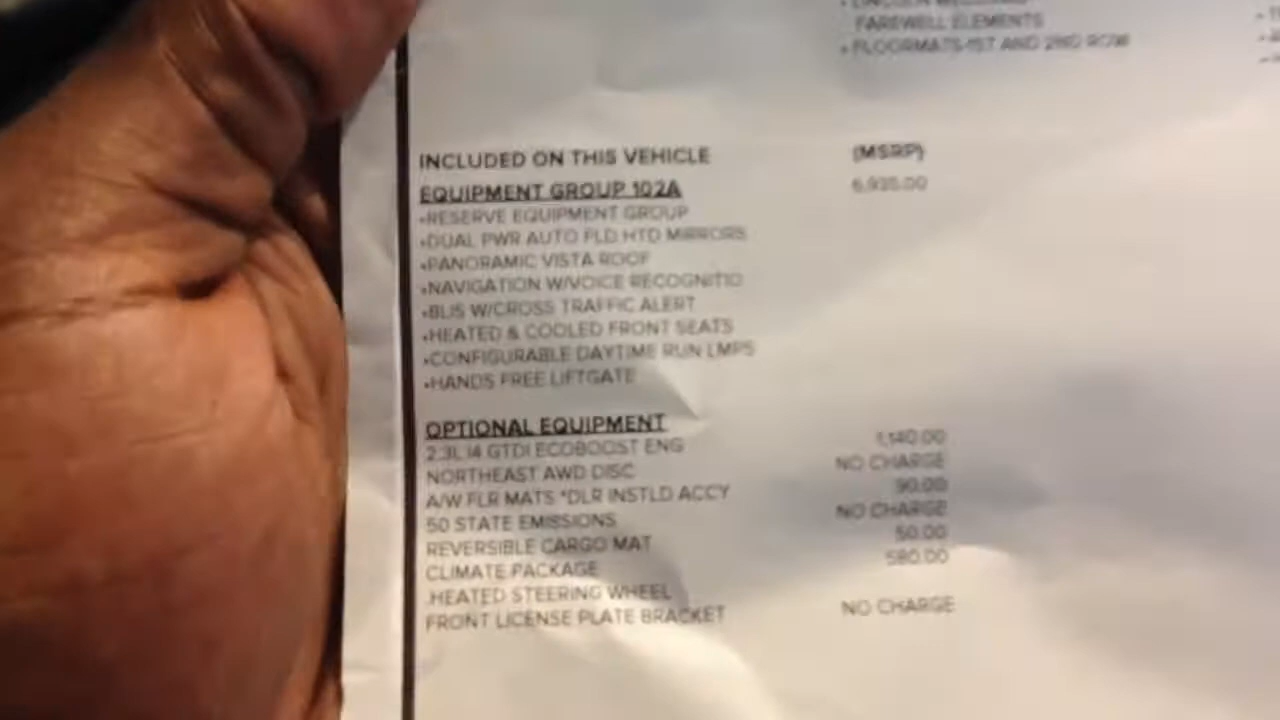 FAREWELL ELEMENTS
• FLOORMATS-1ST AND 2ND ROW
INCLUDED ON THIS VEHICLE (MSRP)
EQUIPMENT GROUP 102A 6,935.00
•RESERVE EQUIPMENT GROUP
•DUAL PWR AUTO FLD HTD MIRRORS
•PANORAMIC VISTA ROOF
•NAVIGATION W/VOICE RECOGNITIO
•BLIS W/CROSS TRAFFIC ALERT
•HEATED & COOLED FRONT SEATS
•CONFIGURABLE DAYTIME RUN LMPS
•HANDS FREE LIFTGATE
OPTIONAL EQUIPMENT
2.3L I4 GTDI ECOBOOST ENG 1,140.00
NORTHEAST AWD DISC NO CHARGE
A/W FLR MATS *DLR INSTLD ACCY 90.00
50 STATE EMISSIONS NO CHARGE
REVERSIBLE CARGO MAT 50.00
CLIMATE PACKAGE 580.00
.HEATED STEERING WHEEL
FRONT LICENSE PLATE BRACKET NO CHARGE